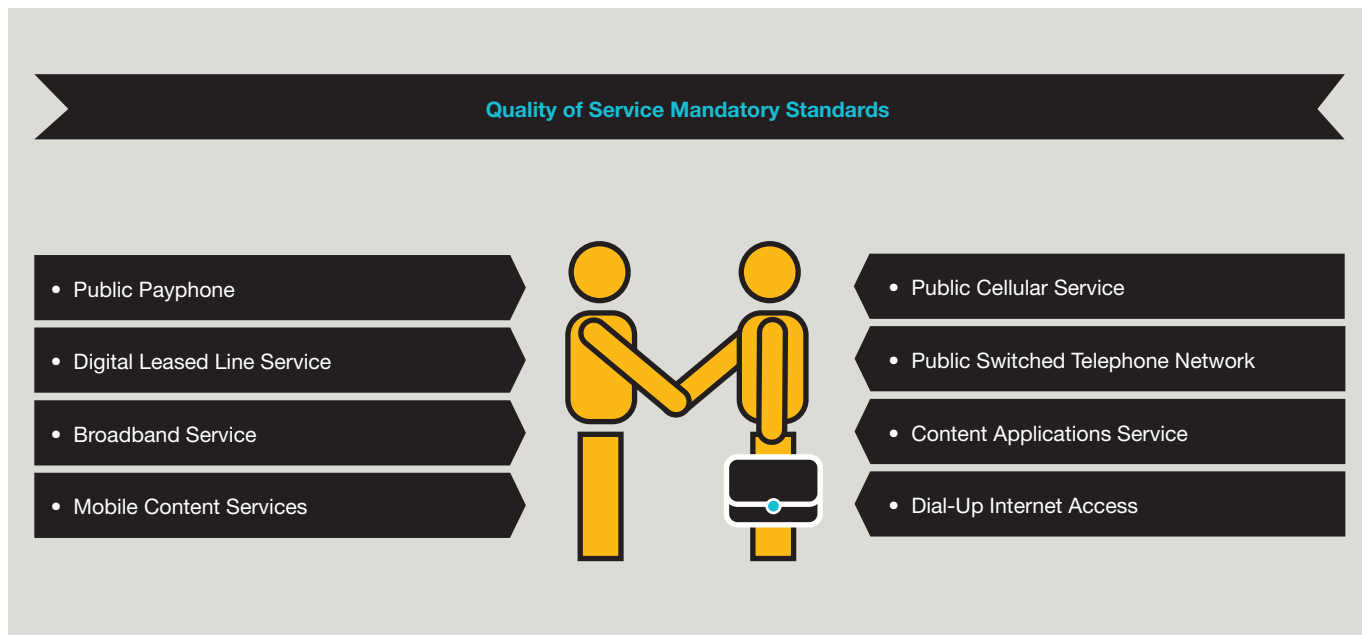 Quality of Service Mandatory Standards
• Public Payphone
• Digital Leased Line Service
• Broadband Service
• Mobile Content Services
• Public Cellular Service
• Public Switched Telephone Network
• Content Applications Service
• Dial-Up Internet Access